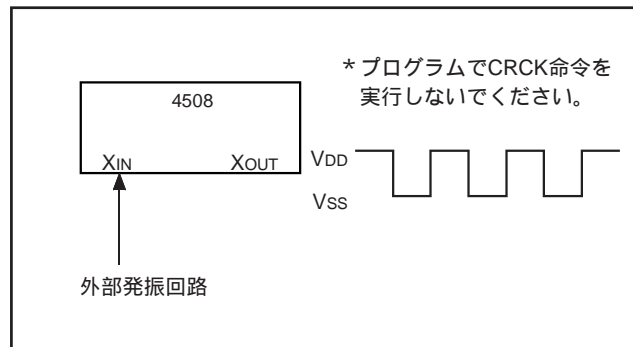 *プログラムでCRCK命令を
実行しないでください。
4508
XIN
XOUT
VDD
VSS
外部発振回路